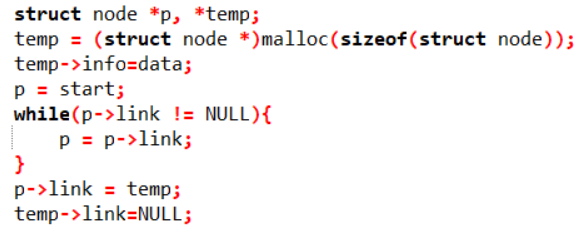 struct node *p, *temp;
temp = (struct node *)malloc(sizeof(struct node));
temp->info=data;
p = start;
while(p->link != NULL){
    p = p->link;
}
p->link = temp;
temp->link=NULL;